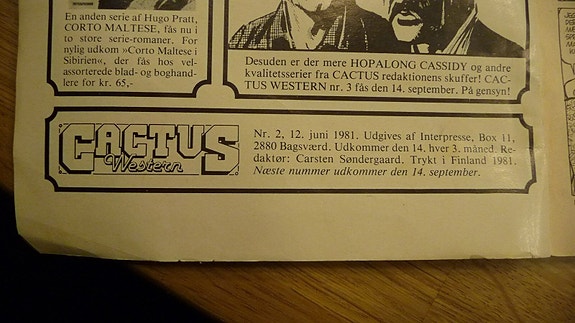 En anden serie af Hugo Pratt,
CORTO MALTESE, fås nu i
to store serie-romaner. For
nylig udkom »Corto Maltese i
Sibirien«, der fås hos vel-
assorterede blad- og boghand-
lere for kr. 65,-
Desuden er der mere HOPALONG CASSIDY og andre
kvalitetsserier fra CACTUS redaktionens skuffer! CAC-
TUS WESTERN nr. 3 fås den 14. september. På gensyn!
CACTUS
Western
Nr. 2, 12. juni 1981. Udgives af Interpresse, Box 11,
2880 Bagsværd. Udkommer den 14. hver 3. måned. Re-
daktør: Carsten Søndergaard. Trykt i Finland 1981.
Næste nummer udkommer den 14. september.